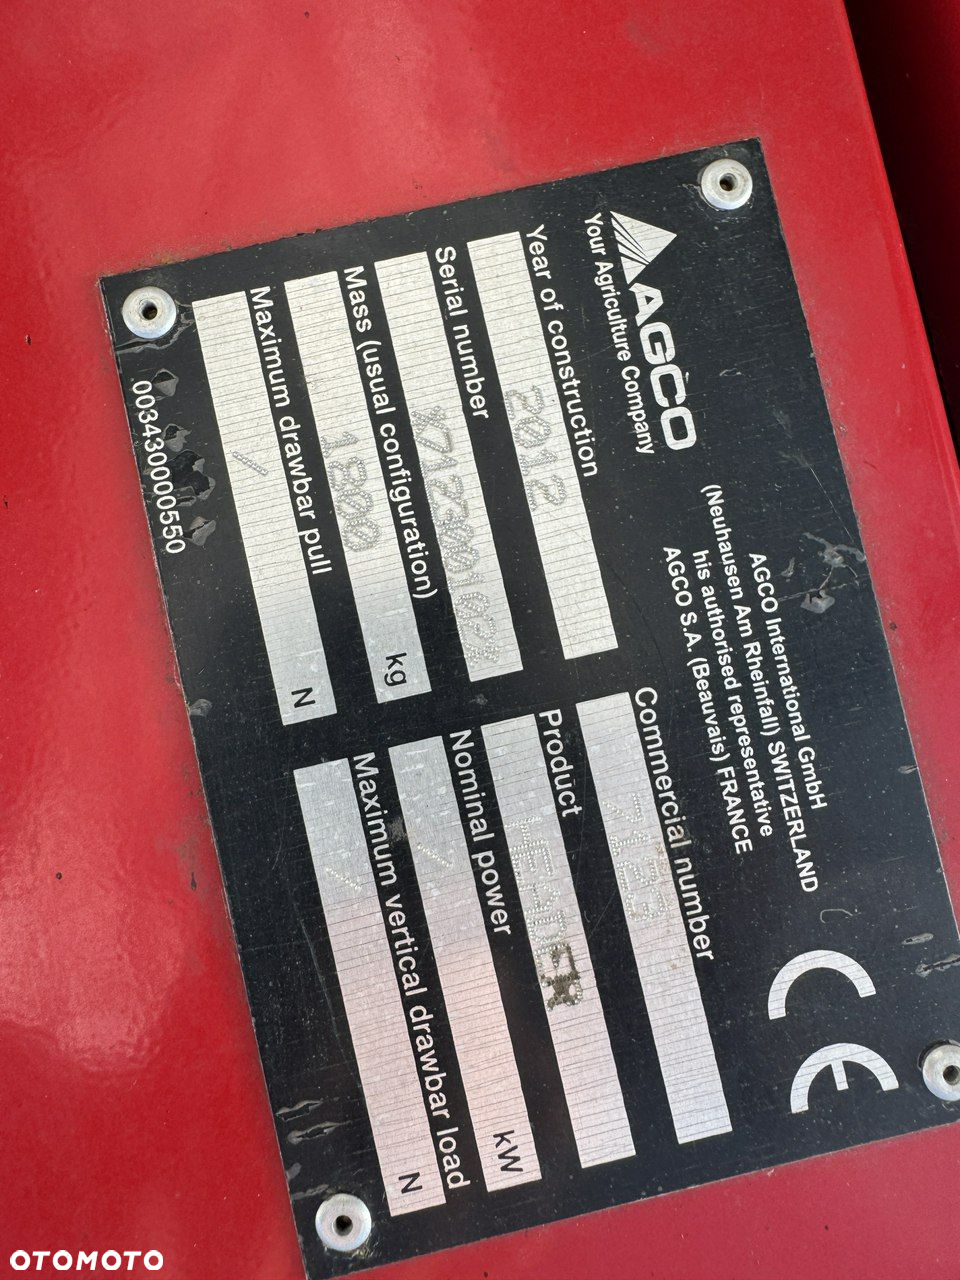 AGCO
Your Agriculture Company
AGCO International GmbH
(Neuhausen Am Rheinfall) SWITZERLAND
his authorised representative
AGCO S.A. (Beauvais) FRANCE
CE
Year of construction
2012
Commercial number
Serial number
Product
HEADER
Mass (usual configuration)
1800 kg
Nominal power
/ kW
Maximum drawbar pull
/ N
Maximum vertical drawbar load
/ N
003430000550
OTOMOTO